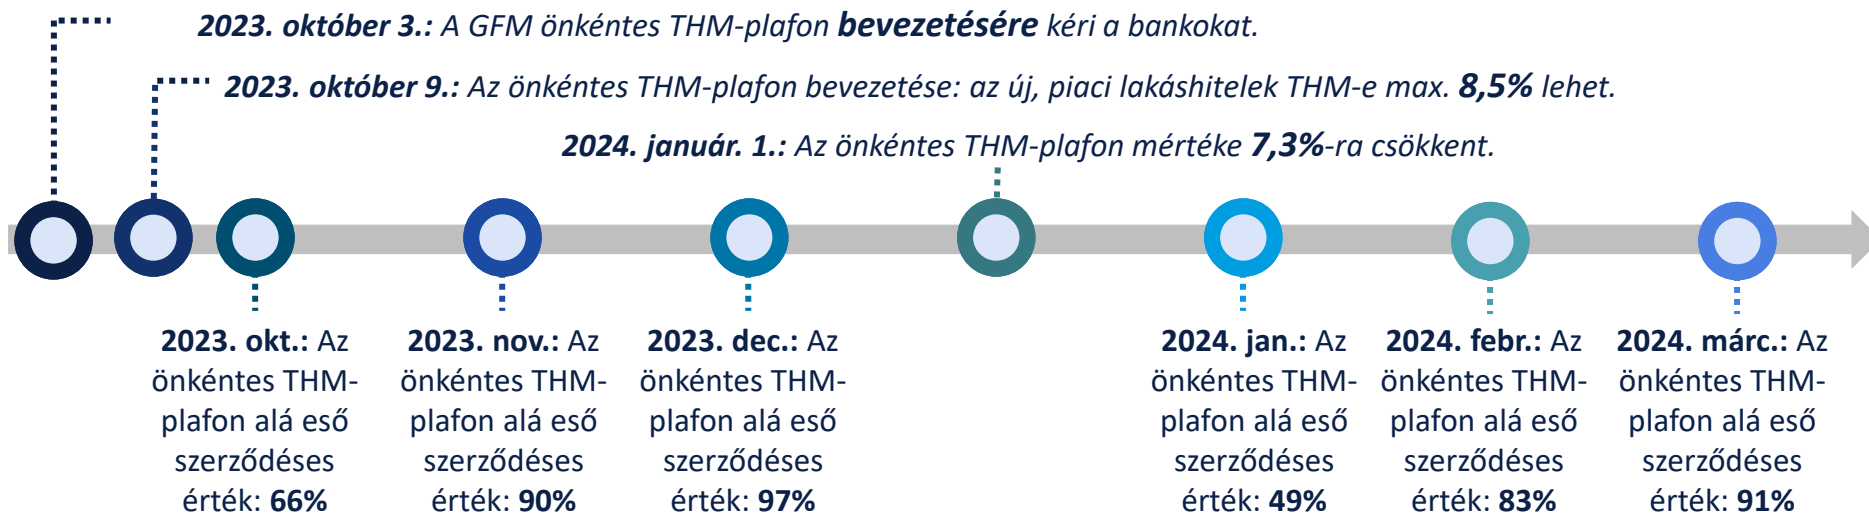 2023. október 3.: A GFM önkéntes THM-plafon bevezetésére kéri a bankokat.
2023. október 9.: Az önkéntes THM-plafon bevezetése: az új, piaci lakáshitelek THM-e max. 8,5% lehet.
2024. január. 1.: Az önkéntes THM-plafon mértéke 7,3%-ra csökkent.
2023. okt.: Az
önkéntes THM-
plafon alá eső
szerződéses
érték: 66%
2023. nov.: Az
önkéntes THM-
plafon alá eső
szerződéses
érték: 90%
2023. dec.: Az
önkéntes THM-
plafon alá eső
szerződéses
érték: 97%
2024. jan.: Az
önkéntes THM-
plafon alá eső
szerződéses
érték: 49%
2024. febr.: Az
önkéntes THM-
plafon alá eső
szerződéses
érték: 83%
2024. márc.: Az
önkéntes THM-
plafon alá eső
szerződéses
érték: 91%